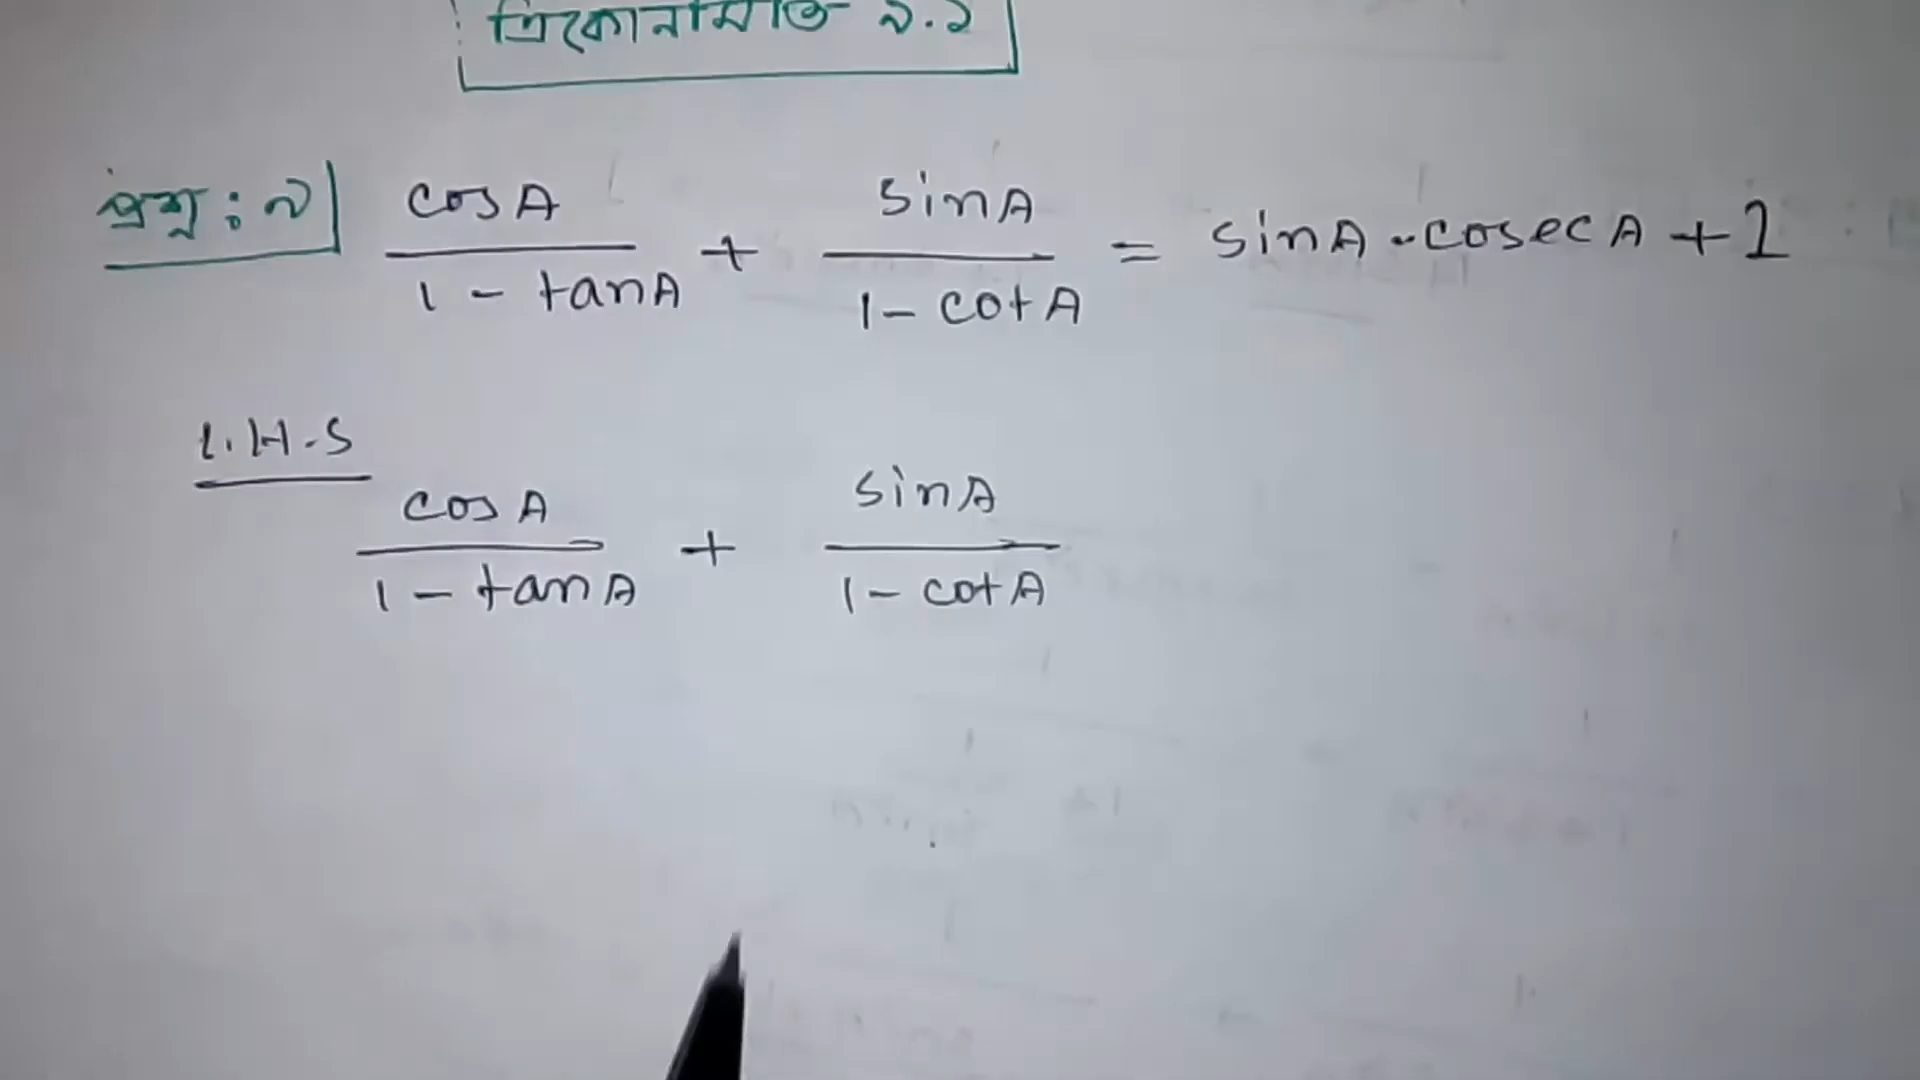 ত্রিকোনমিতি ৯.১
প্রশ্ন: ৯| cosA / (1 - tanA) + sinA / (1 - cotA) = sinA · cosecA + 1
L.H.S
cosA / (1 - tanA) + sinA / (1 - cotA)